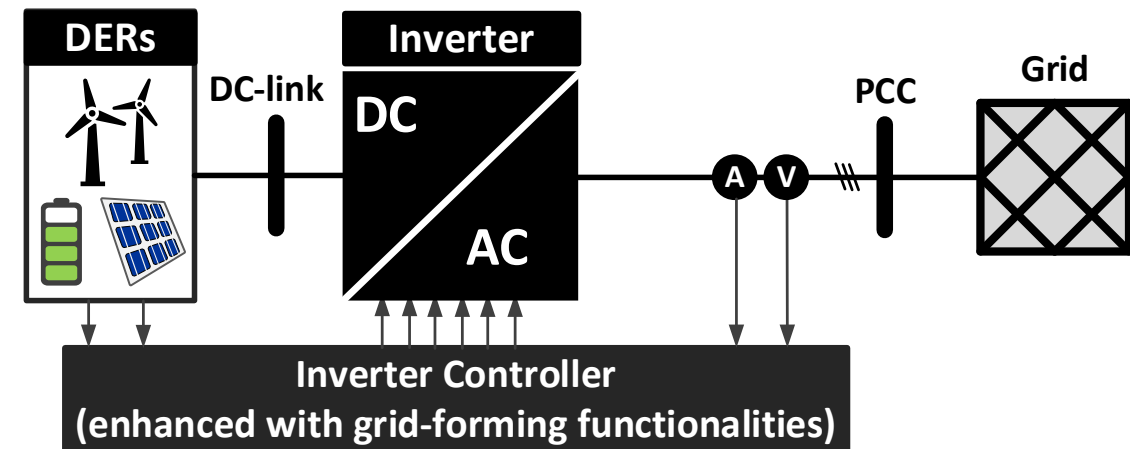 DERs
Inverter
DC-link
DC
AC
A
V
PCC
Grid
Inverter Controller
(enhanced with grid-forming functionalities)